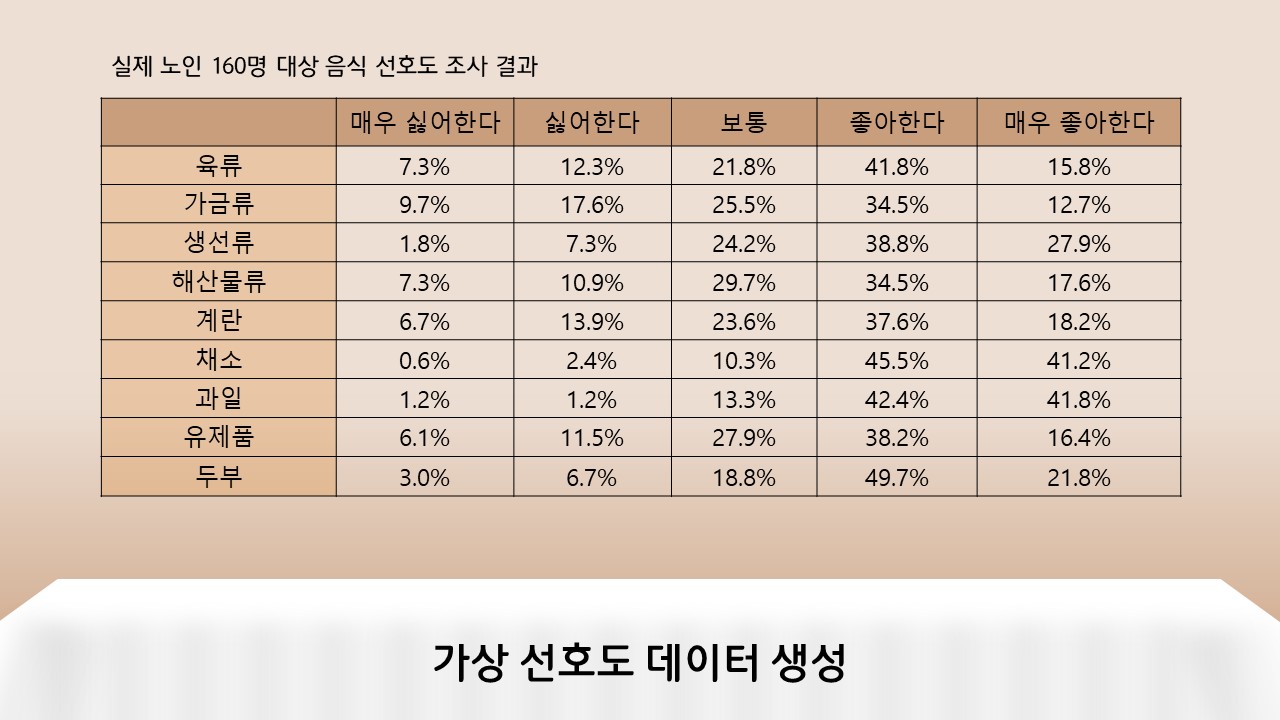 실제 노인 160명 대상 음식 선호도 조사 결과
매우 싫어한다 싫어한다 보통 좋아한다 매우 좋아한다
육류 7.3% 12.3% 21.8% 41.8% 15.8%
가금류 9.7% 17.6% 25.5% 34.5% 12.7%
생선류 1.8% 7.3% 24.2% 38.8% 27.9%
해산물류 7.3% 10.9% 29.7% 34.5% 17.6%
계란 6.7% 13.9% 23.6% 37.6% 18.2%
채소 0.6% 2.4% 10.3% 45.5% 41.2%
과일 1.2% 1.2% 13.3% 42.4% 41.8%
유제품 6.1% 11.5% 27.9% 38.2% 16.4%
두부 3.0% 6.7% 18.8% 49.7% 21.8%
가상 선호도 데이터 생성